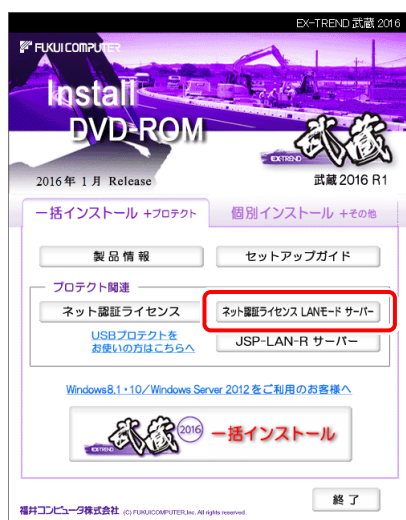 EX-TREND 武蔵 2016
FUKUI COMPUTER
Install
DVD-ROM
EX-TREND 武蔵
2016年 1月 Release
武蔵 2016 R1
一括インストール +プロテクト
個別インストール +その他
製品情報
セットアップガイド
プロテクト関連
ネット認証ライセンス
ネット認証ライセンス LANモード サーバー
USBプロテクトを
お使いの方はこちらへ
JSP-LAN-R サーバー
Windows8.1・10／Windows Server 2012 をご利用のお客様へ
EX-TREND 武蔵 2016 一括インストール
終了
福井コンピュータ株式会社 (C) FUKUICOMPUTER,Inc. All rights reserved.